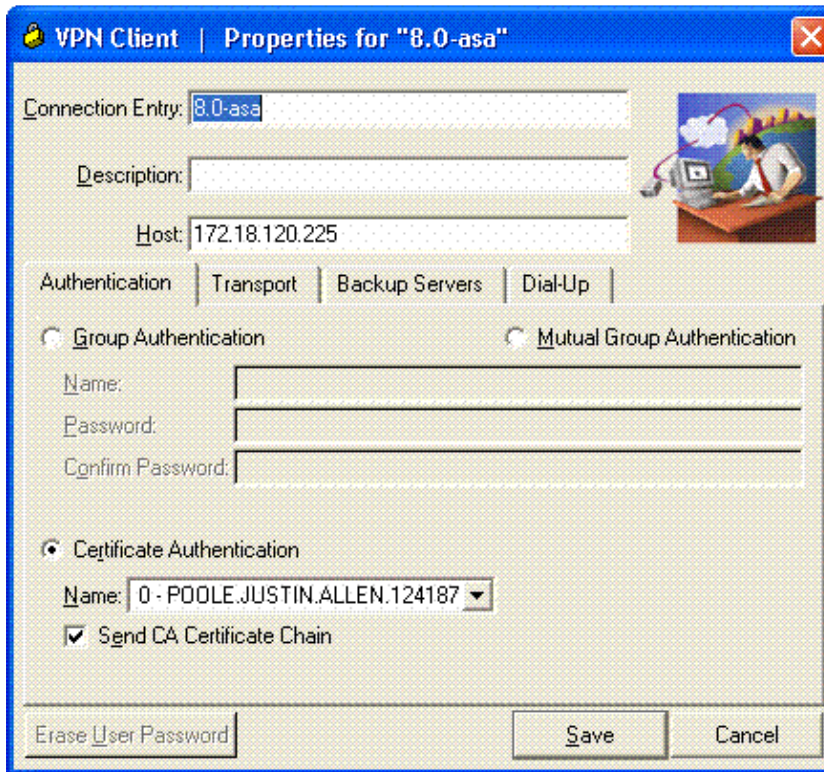 VPN Client | Properties for "8.0-asa"
Connection Entry: 8.0-asa
Description:
Host: 172.18.120.225
Authentication Transport Backup Servers Dial-Up
Group Authentication Mutual Group Authentication
Name:
Password:
Confirm Password:
Certificate Authentication
Name: 0 - POOLE.JUSTIN.ALLEN.124187
Send CA Certificate Chain
Erase User Password Save Cancel